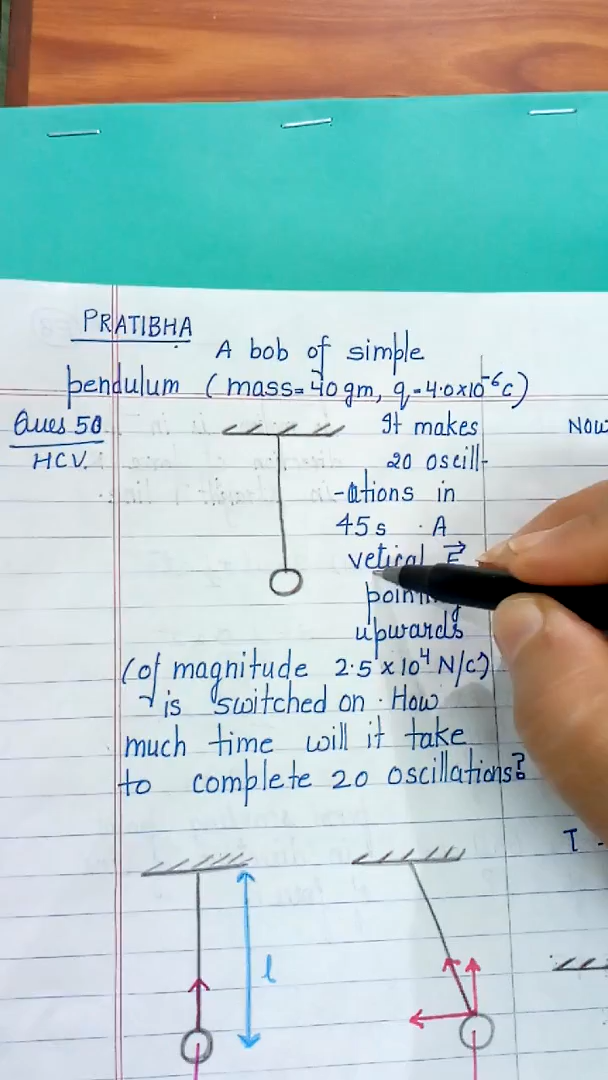 PRATIBHA
A bob of simple
pendulum (mass=40gm, q=4.0x10⁻⁶c)
Ques 50
HCV.
It makes
20 oscill-
-ations in
45s . A
vetical E⃗
upwards
(of magnitude 2.5x10⁴ N/c)
is switched on. How
much time will it take
to complete 20 oscillations?
Now
l
T -